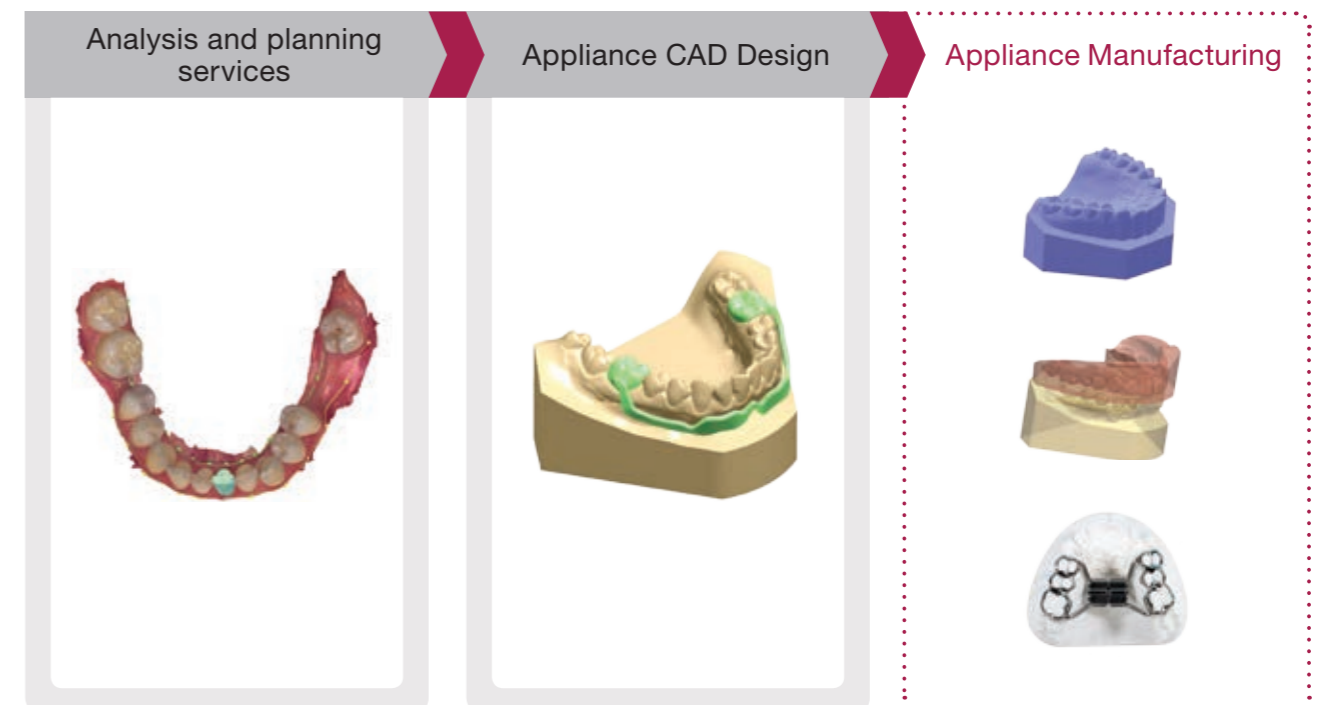 Analysis and planning
services
Appliance CAD Design
Appliance Manufacturing